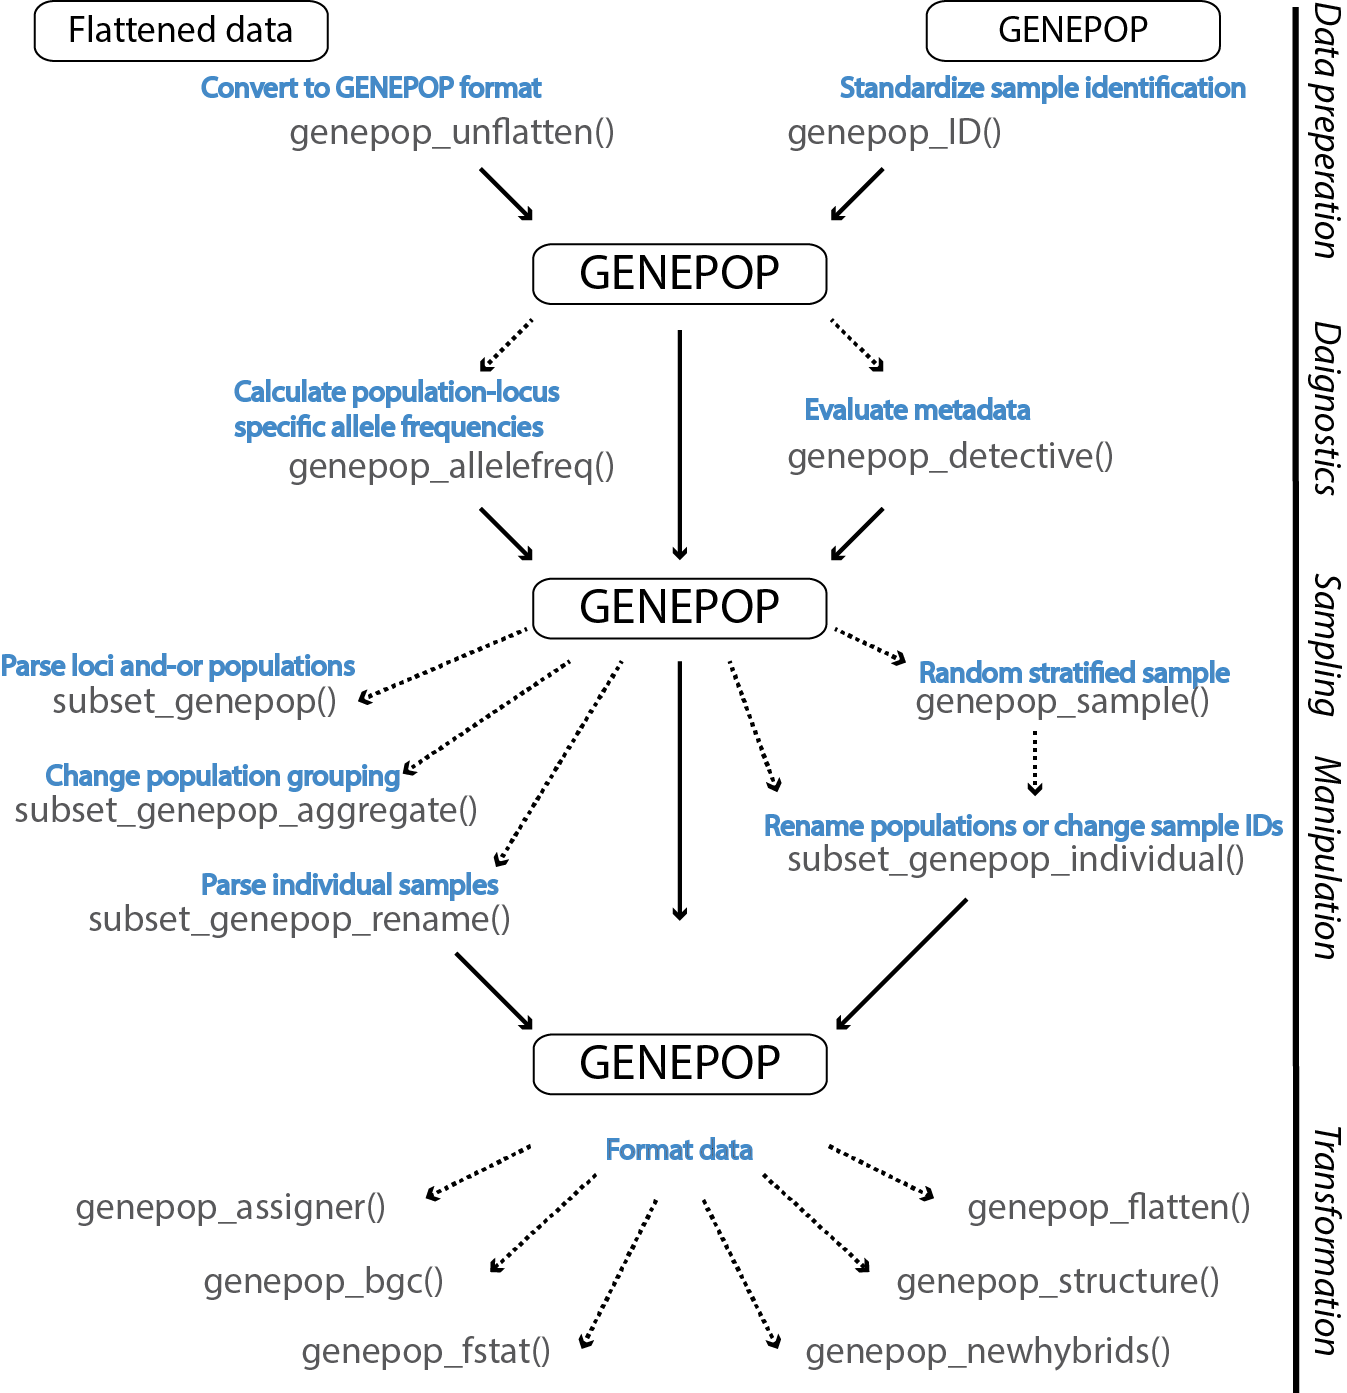 Flattened data
GENEPOP
Convert to GENEPOP format
Standardize sample identification
genepop_unflatten()
genepop_ID()
GENEPOP
Calculate population-locus
specific allele frequencies
genepop_allelefreq()
Evaluate metadata
genepop_detective()
GENEPOP
Parse loci and-or populations
subset_genepop()
Random stratified sample
genepop_sample()
Change population grouping
subset_genepop_aggregate()
Rename populations or change sample IDs
subset_genepop_individual()
Parse individual samples
subset_genepop_rename()
GENEPOP
Format data
genepop_assigner()
genepop_flatten()
genepop_bgc()
genepop_structure()
genepop_fstat()
genepop_newhybrids()
Data preperation
Daignostics
Sampling
Manipulation
Transformation